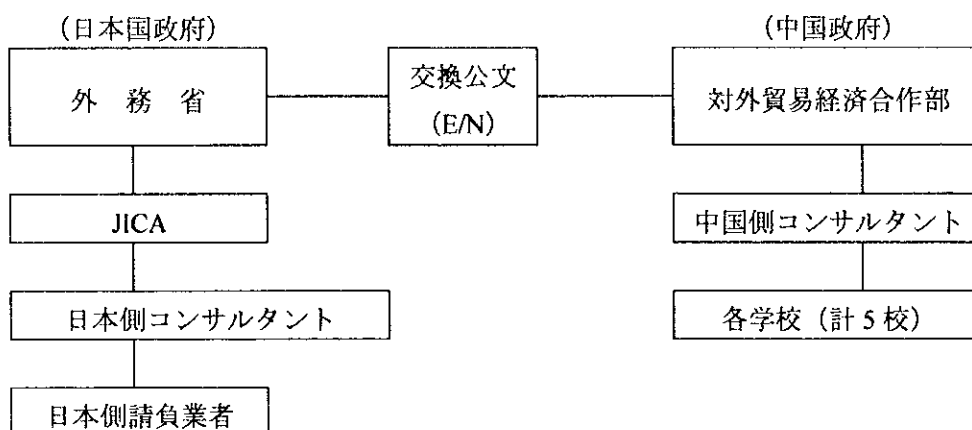 (日本国政府)
(中国政府)
外 務 省
交換公文
(E/N)
対外貿易経済合作部
JICA
中国側コンサルタント
日本側コンサルタント
各学校(計5校)
日本側請負業者